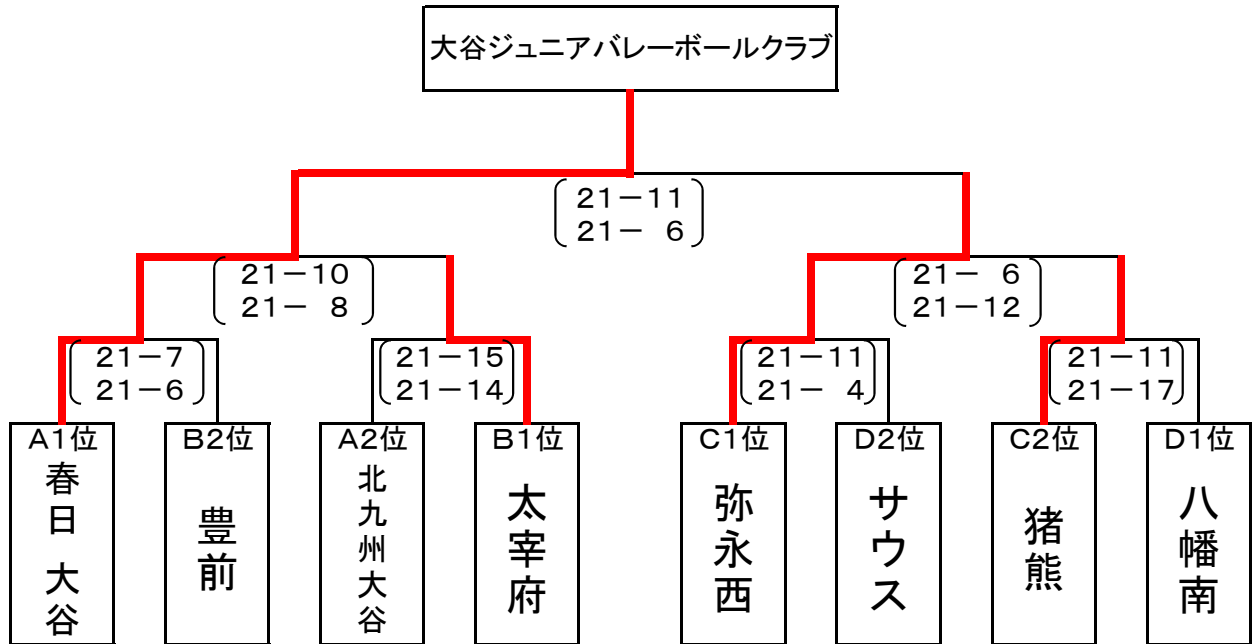 大谷ジュニアバレーボールクラブ
21－11
21－ 6
21－10
21－ 8
21－ 6
21－12
21－7
21－6
21－15
21－14
21－11
21－ 4
21－11
21－17
A1位
春日 大谷
B2位
豊前
A2位
北九州大谷
B1位
太宰府
C1位
弥永西
D2位
サウス
C2位
猪熊
D1位
八幡南